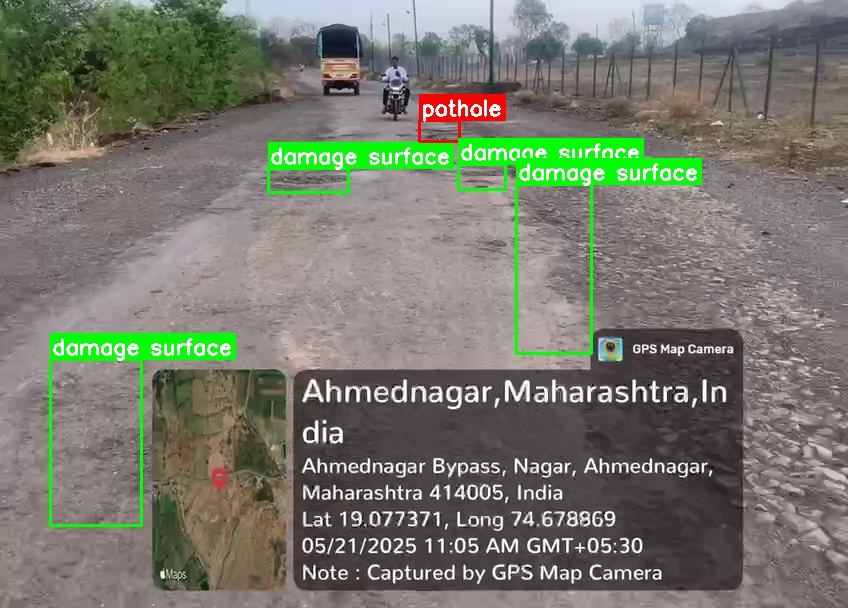 pothole
damage surface
damage surface
damage surface
damage surface
GPS Map Camera
Ahmednagar,Maharashtra,In
dia
Ahmednagar Bypass, Nagar, Ahmednagar,
Maharashtra 414005, India
Lat 19.077371, Long 74.678869
05/21/2025 11:05 AM GMT+05:30
Note : Captured by GPS Map Camera
Maps